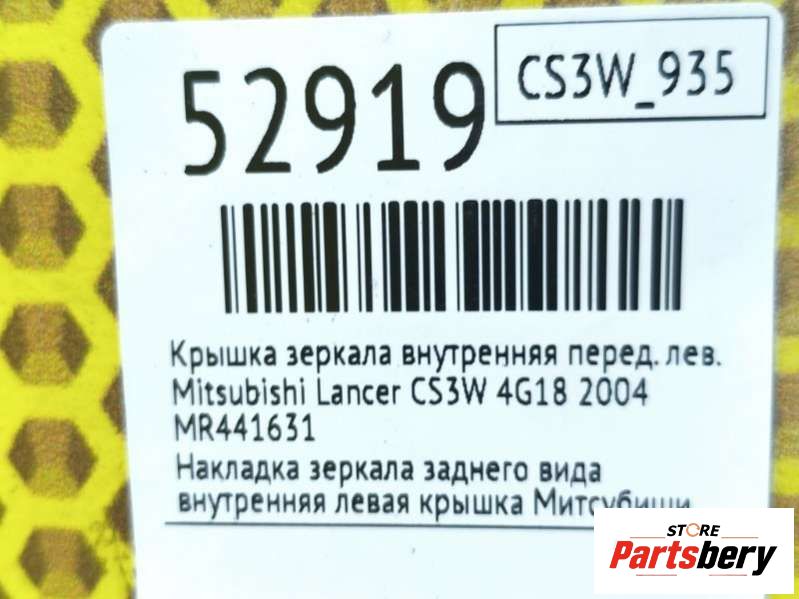 52919
CS3W_935
Крышка зеркала внутренняя перед. лев.
Mitsubishi Lancer CS3W 4G18 2004
MR441631
Накладка зеркала заднего вида
внутренняя левая крышка Митсубиши
STORE
Partsbery